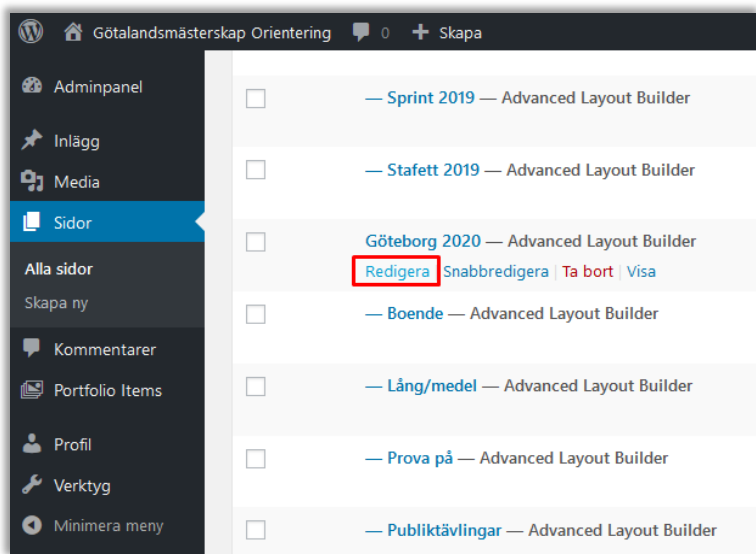 Götalandsmästerskap Orientering 0 + Skapa
Adminpanel
Inlägg
Media
Sidor
Alla sidor
Skapa ny
Kommentarer
Portfolio Items
Profil
Verktyg
Minimera meny
— Sprint 2019 — Advanced Layout Builder
— Stafett 2019 — Advanced Layout Builder
Göteborg 2020 — Advanced Layout Builder
Redigera | Snabbredigera | Ta bort | Visa
— Boende — Advanced Layout Builder
— Lång/medel — Advanced Layout Builder
— Prova på — Advanced Layout Builder
— Publiktävlingar — Advanced Layout Builder